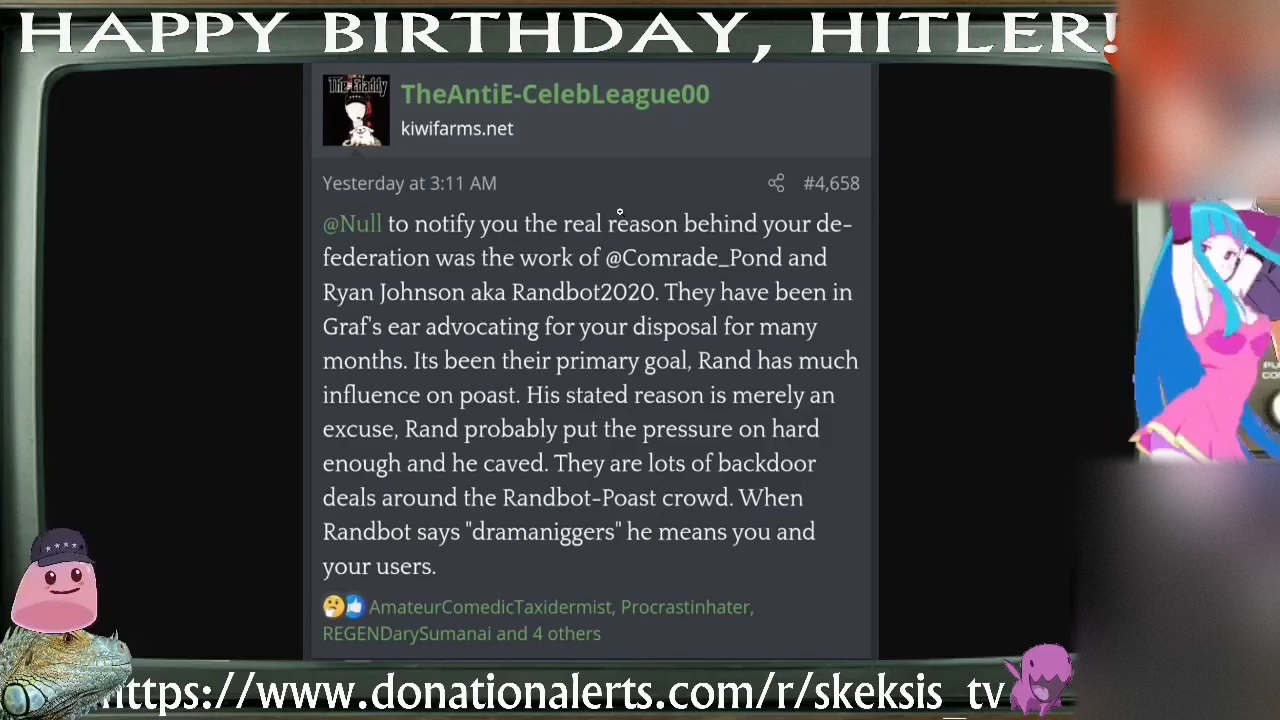 HAPPY BIRTHDAY, HITLER!
The Edaddy
TheAntiE-CelebLeague00
kiwifarms.net
Yesterday at 3:11 AM
#4,658
@Null to notify you the real reason behind your de-
federation was the work of @Comrade_Pond and
Ryan Johnson aka Randbot2020. They have been in
Graf's ear advocating for your disposal for many
months. Its been their primary goal, Rand has much
influence on poast. His stated reason is merely an
excuse, Rand probably put the pressure on hard
enough and he caved. They are lots of backdoor
deals around the Randbot-Poast crowd. When
Randbot says "dramaniggers" he means you and
your users.
AmateurComedicTaxidermist, Procrastinhater,
REGENDarySumanai and 4 others
https://www.donationalerts.com/r/skeksis_tv